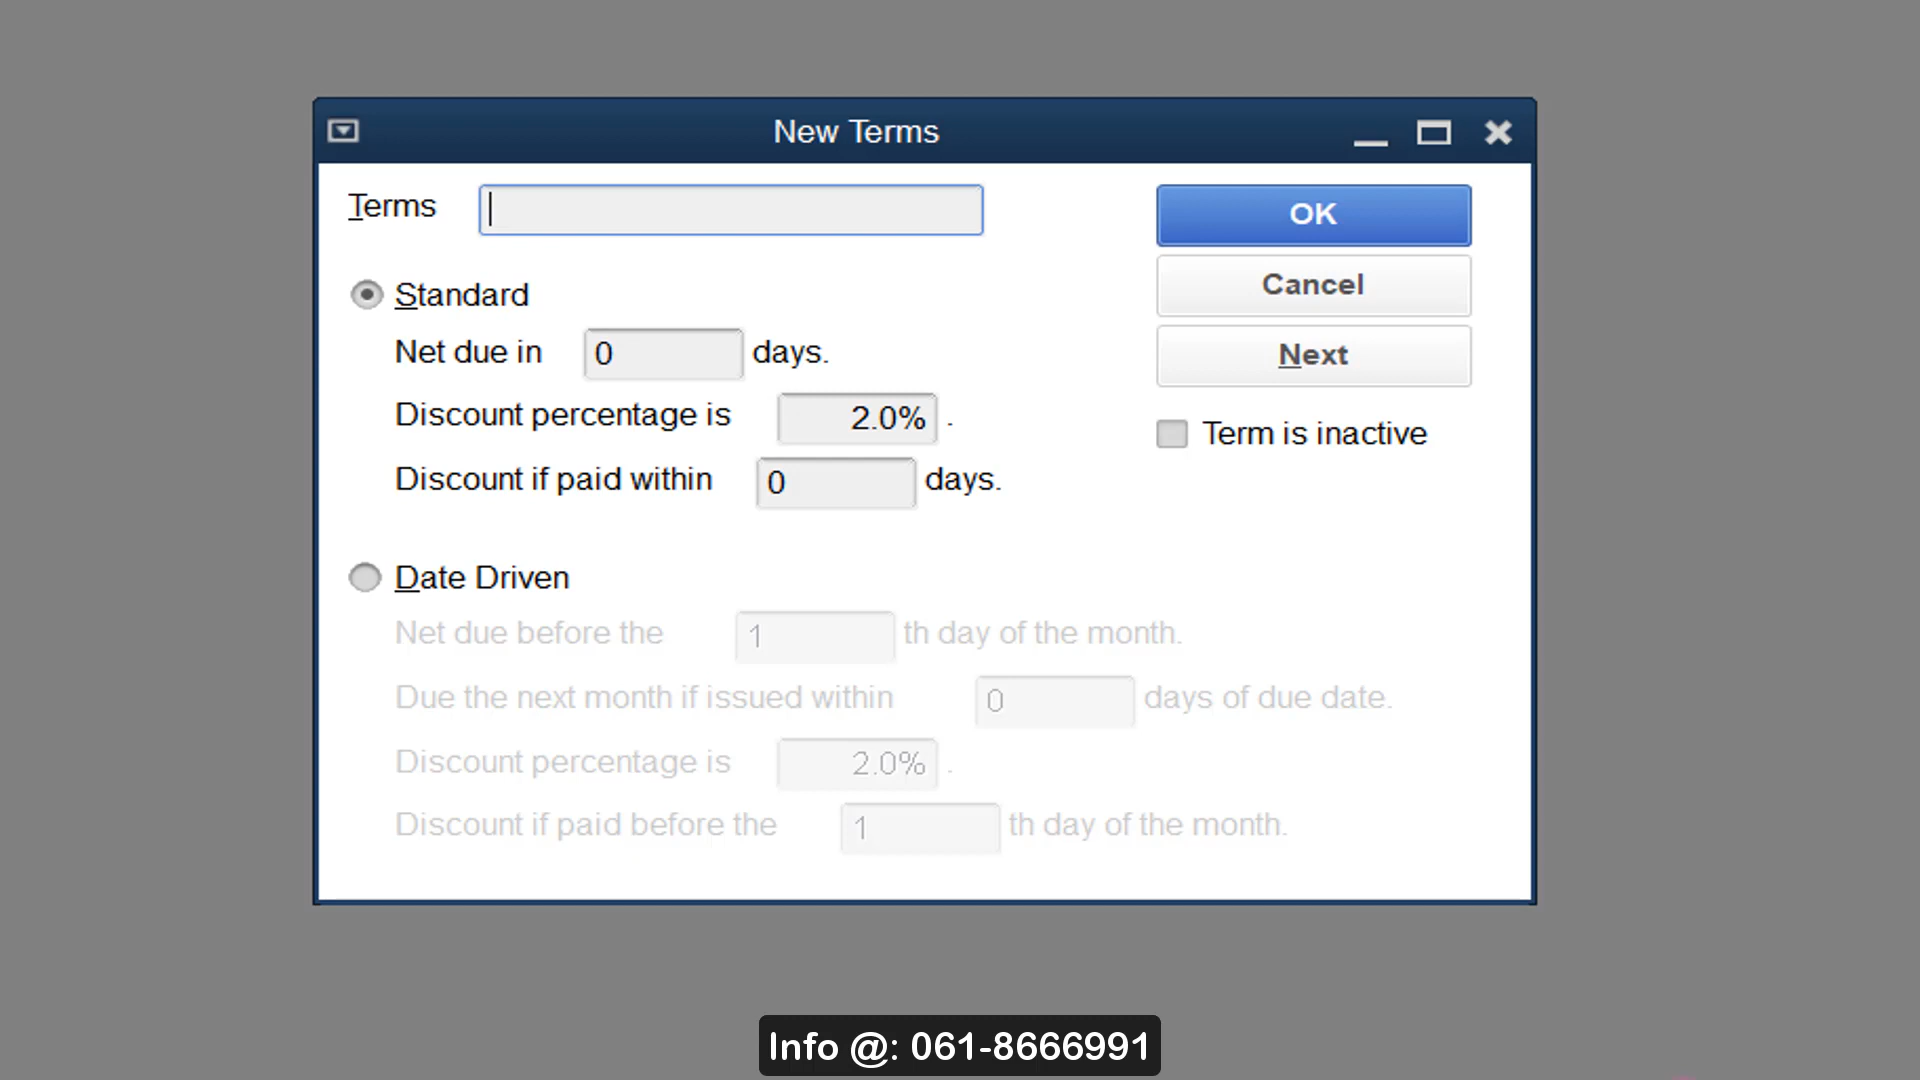 New Terms
Terms
OK
Cancel
Next
Term is inactive
Standard
Net due in 0 days.
Discount percentage is 2.0% .
Discount if paid within 0 days.
Date Driven
Net due before the 1 th day of the month.
Due the next month if issued within 0 days of due date.
Discount percentage is 2.0% .
Discount if paid before the 1 th day of the month.
Info @: 061-8666991